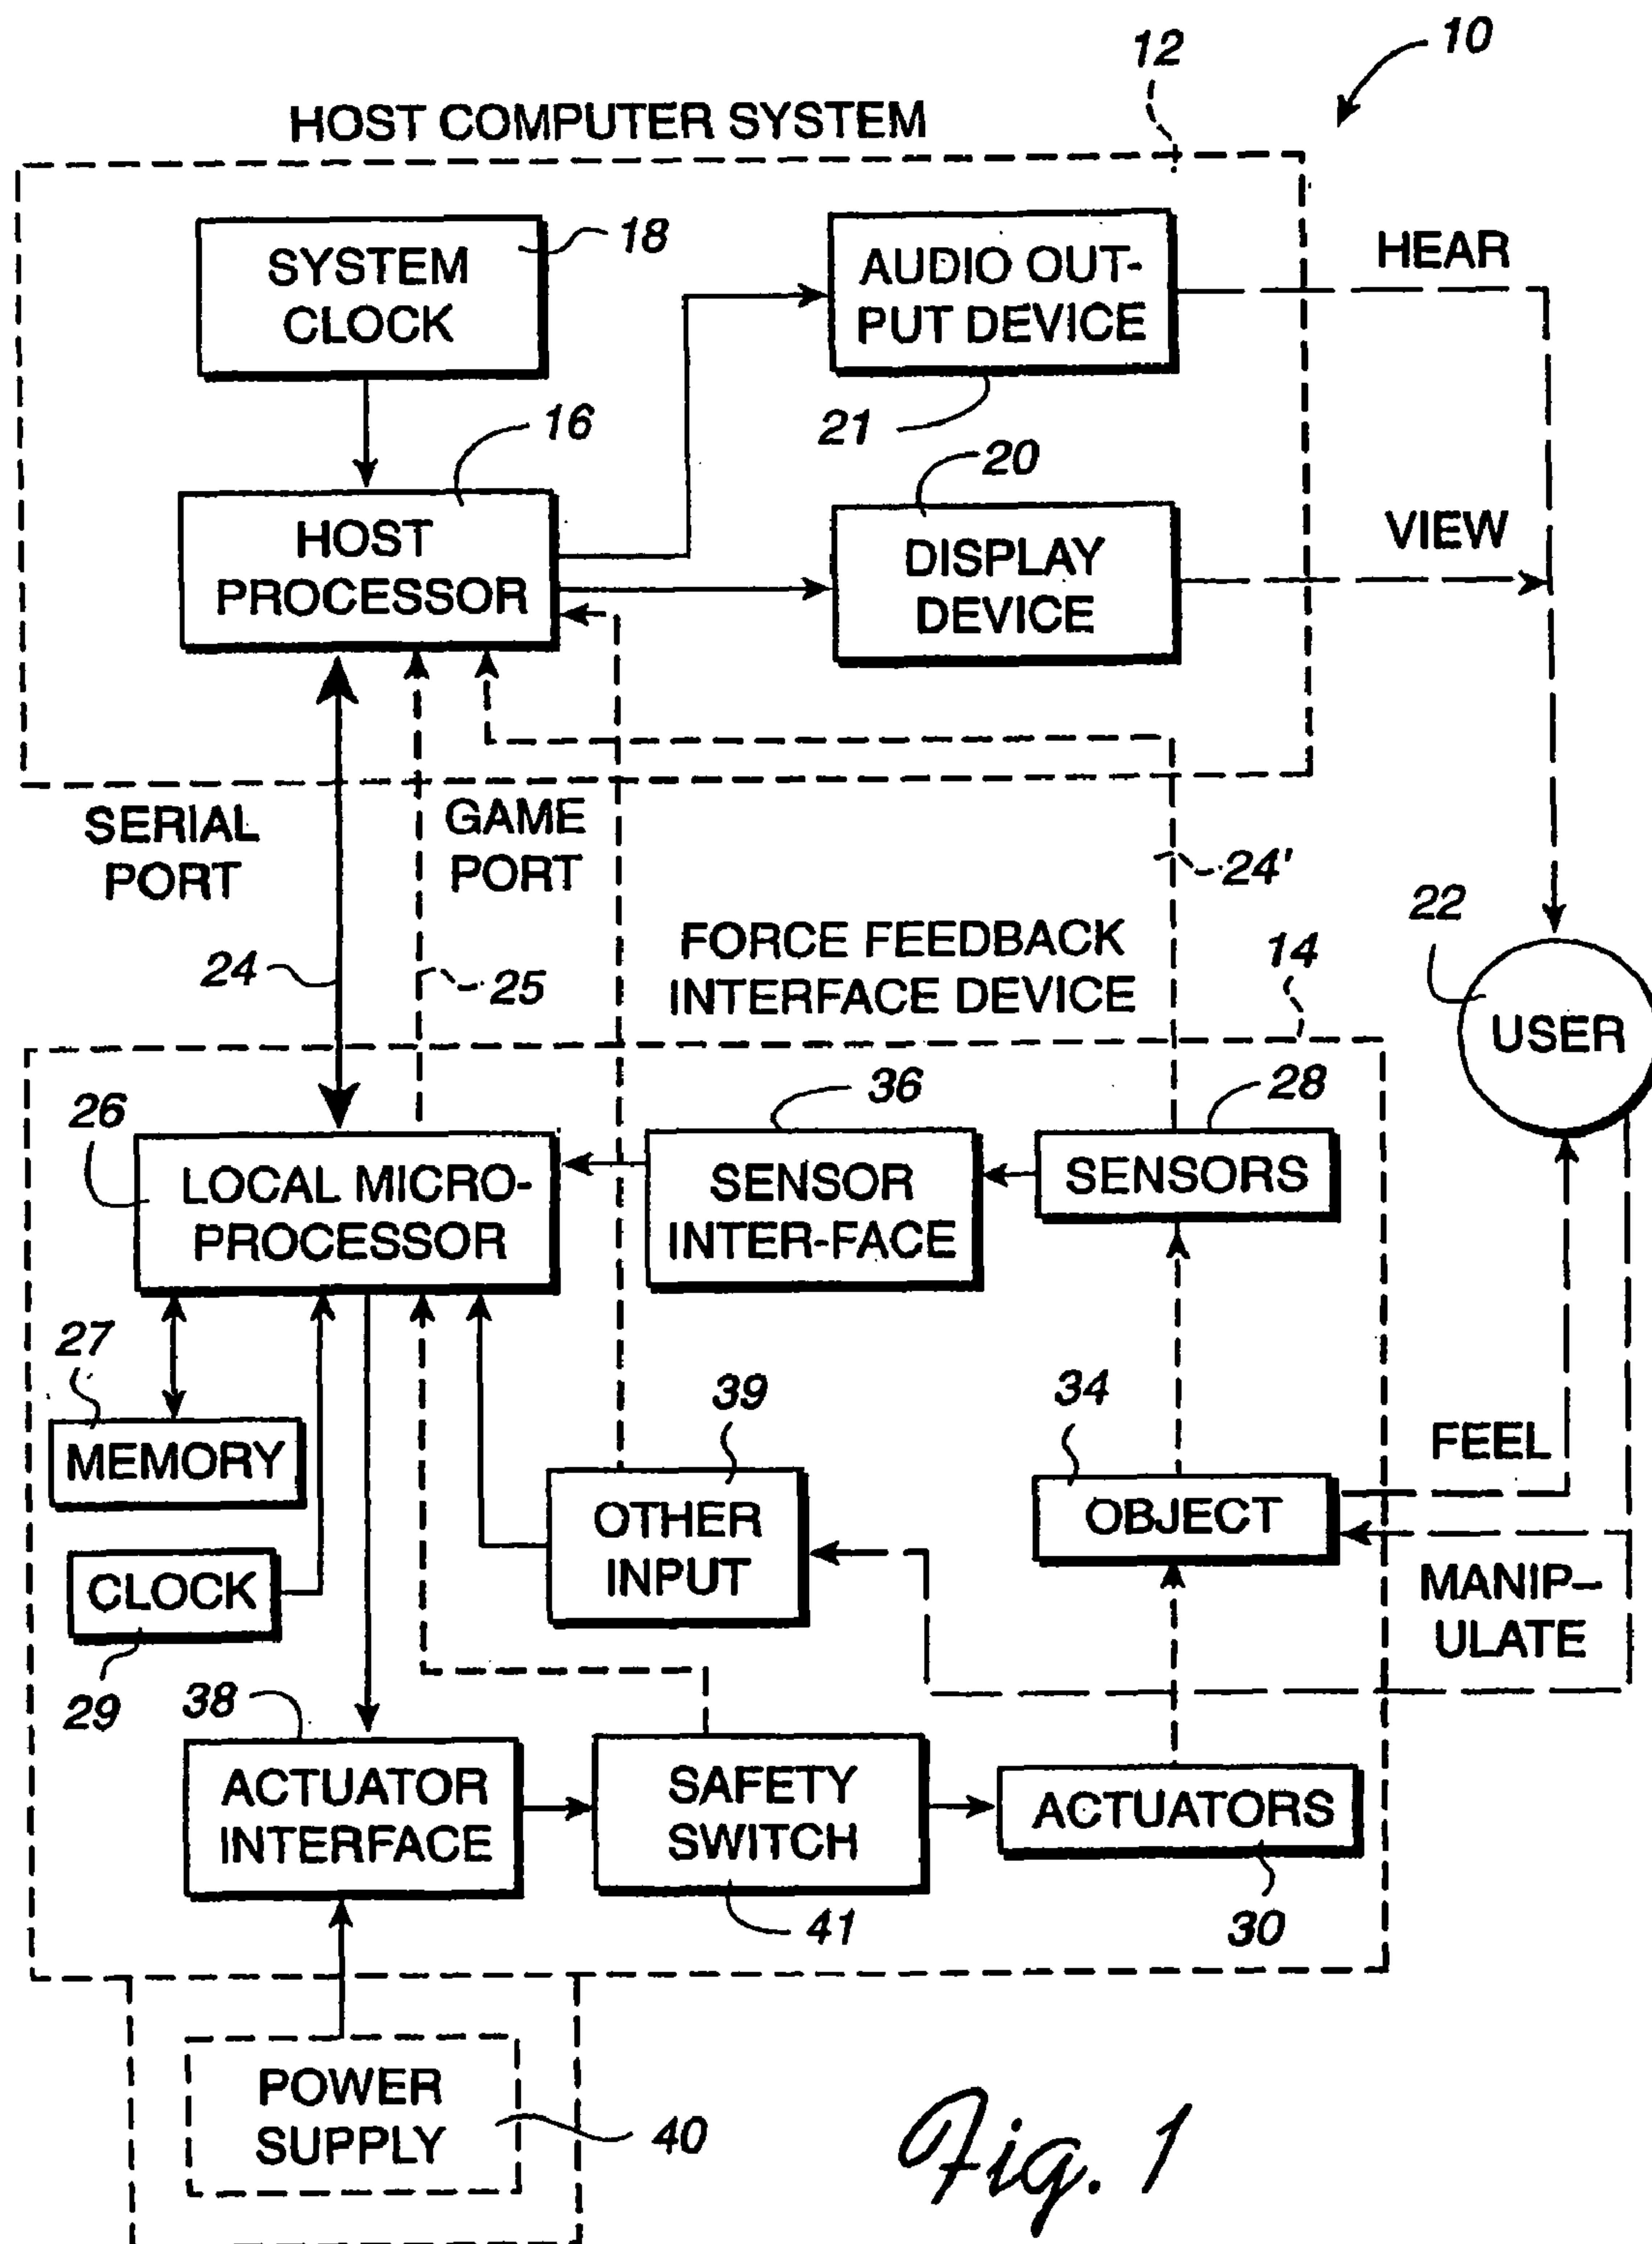 10
12
HOST COMPUTER SYSTEM
SYSTEM
CLOCK
18
AUDIO OUT-
PUT DEVICE
21
HEAR
16
HOST
PROCESSOR
20
DISPLAY
DEVICE
VIEW
SERIAL
PORT
GAME
PORT
24'
24
25
FORCE FEEDBACK
INTERFACE DEVICE
14
22
USER
26
LOCAL MICRO-
PROCESSOR
36
SENSOR
INTER-FACE
28
SENSORS
27
MEMORY
CLOCK
29
39
OTHER
INPUT
34
OBJECT
FEEL
MANIP-
ULATE
38
ACTUATOR
INTERFACE
SAFETY
SWITCH
41
ACTUATORS
30
POWER
SUPPLY
40
Fig. 1